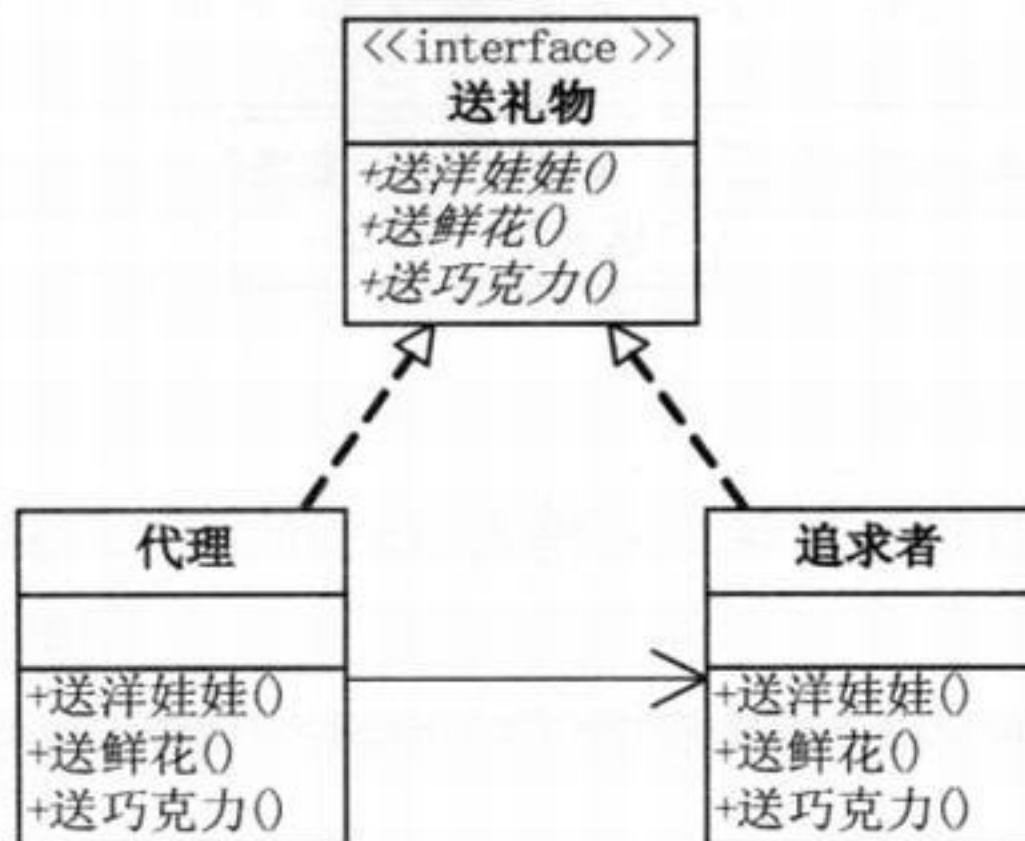 <<interface>>
送礼物
+送洋娃娃()
+送鲜花()
+送巧克力()
代理
+送洋娃娃()
+送鲜花()
+送巧克力()
追求者
+送洋娃娃()
+送鲜花()
+送巧克力()